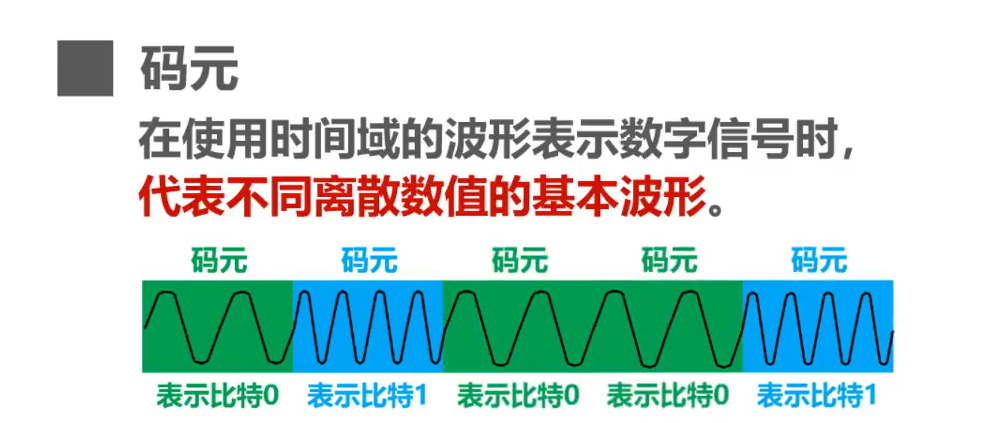 码元
在使用时间域的波形表示数字信号时，
代表不同离散数值的基本波形。
码元 码元 码元 码元 码元
表示比特0 表示比特1 表示比特0 表示比特0 表示比特1